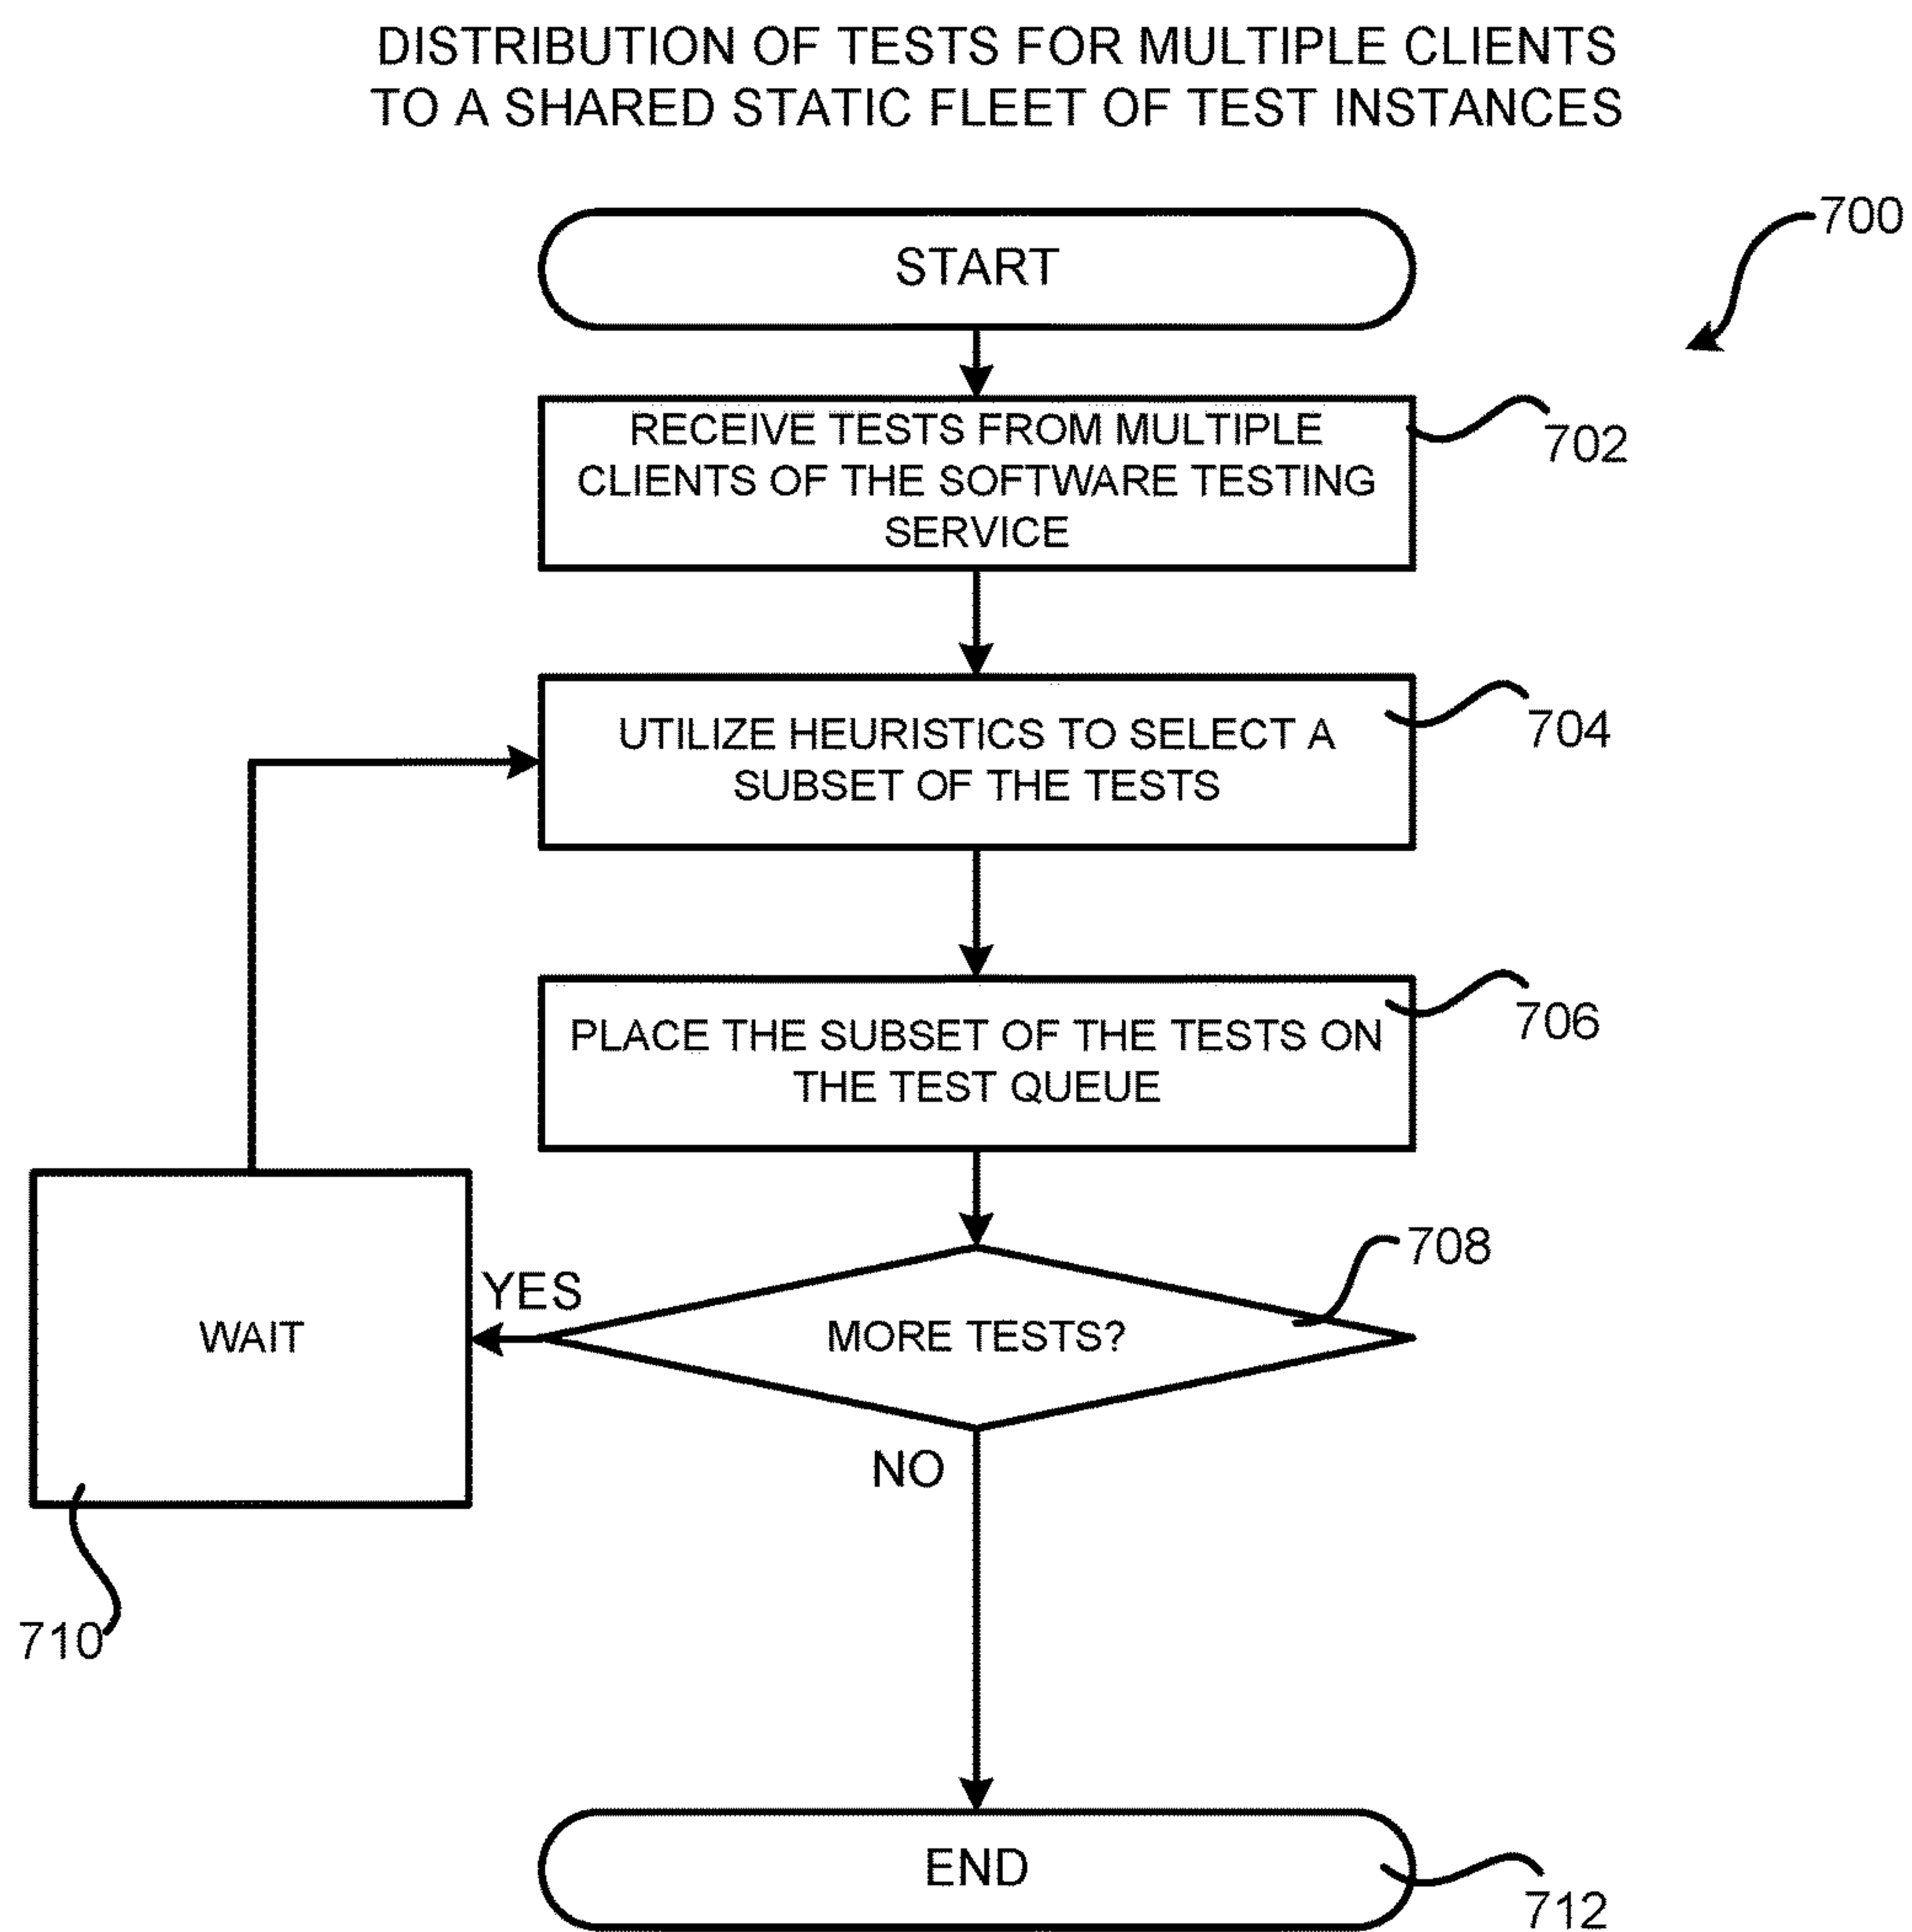 DISTRIBUTION OF TESTS FOR MULTIPLE CLIENTS
TO A SHARED STATIC FLEET OF TEST INSTANCES
700
START
RECEIVE TESTS FROM MULTIPLE
CLIENTS OF THE SOFTWARE TESTING
SERVICE
702
UTILIZE HEURISTICS TO SELECT A
SUBSET OF THE TESTS
704
PLACE THE SUBSET OF THE TESTS ON
THE TEST QUEUE
706
708
YES
WAIT
MORE TESTS?
NO
710
END
712